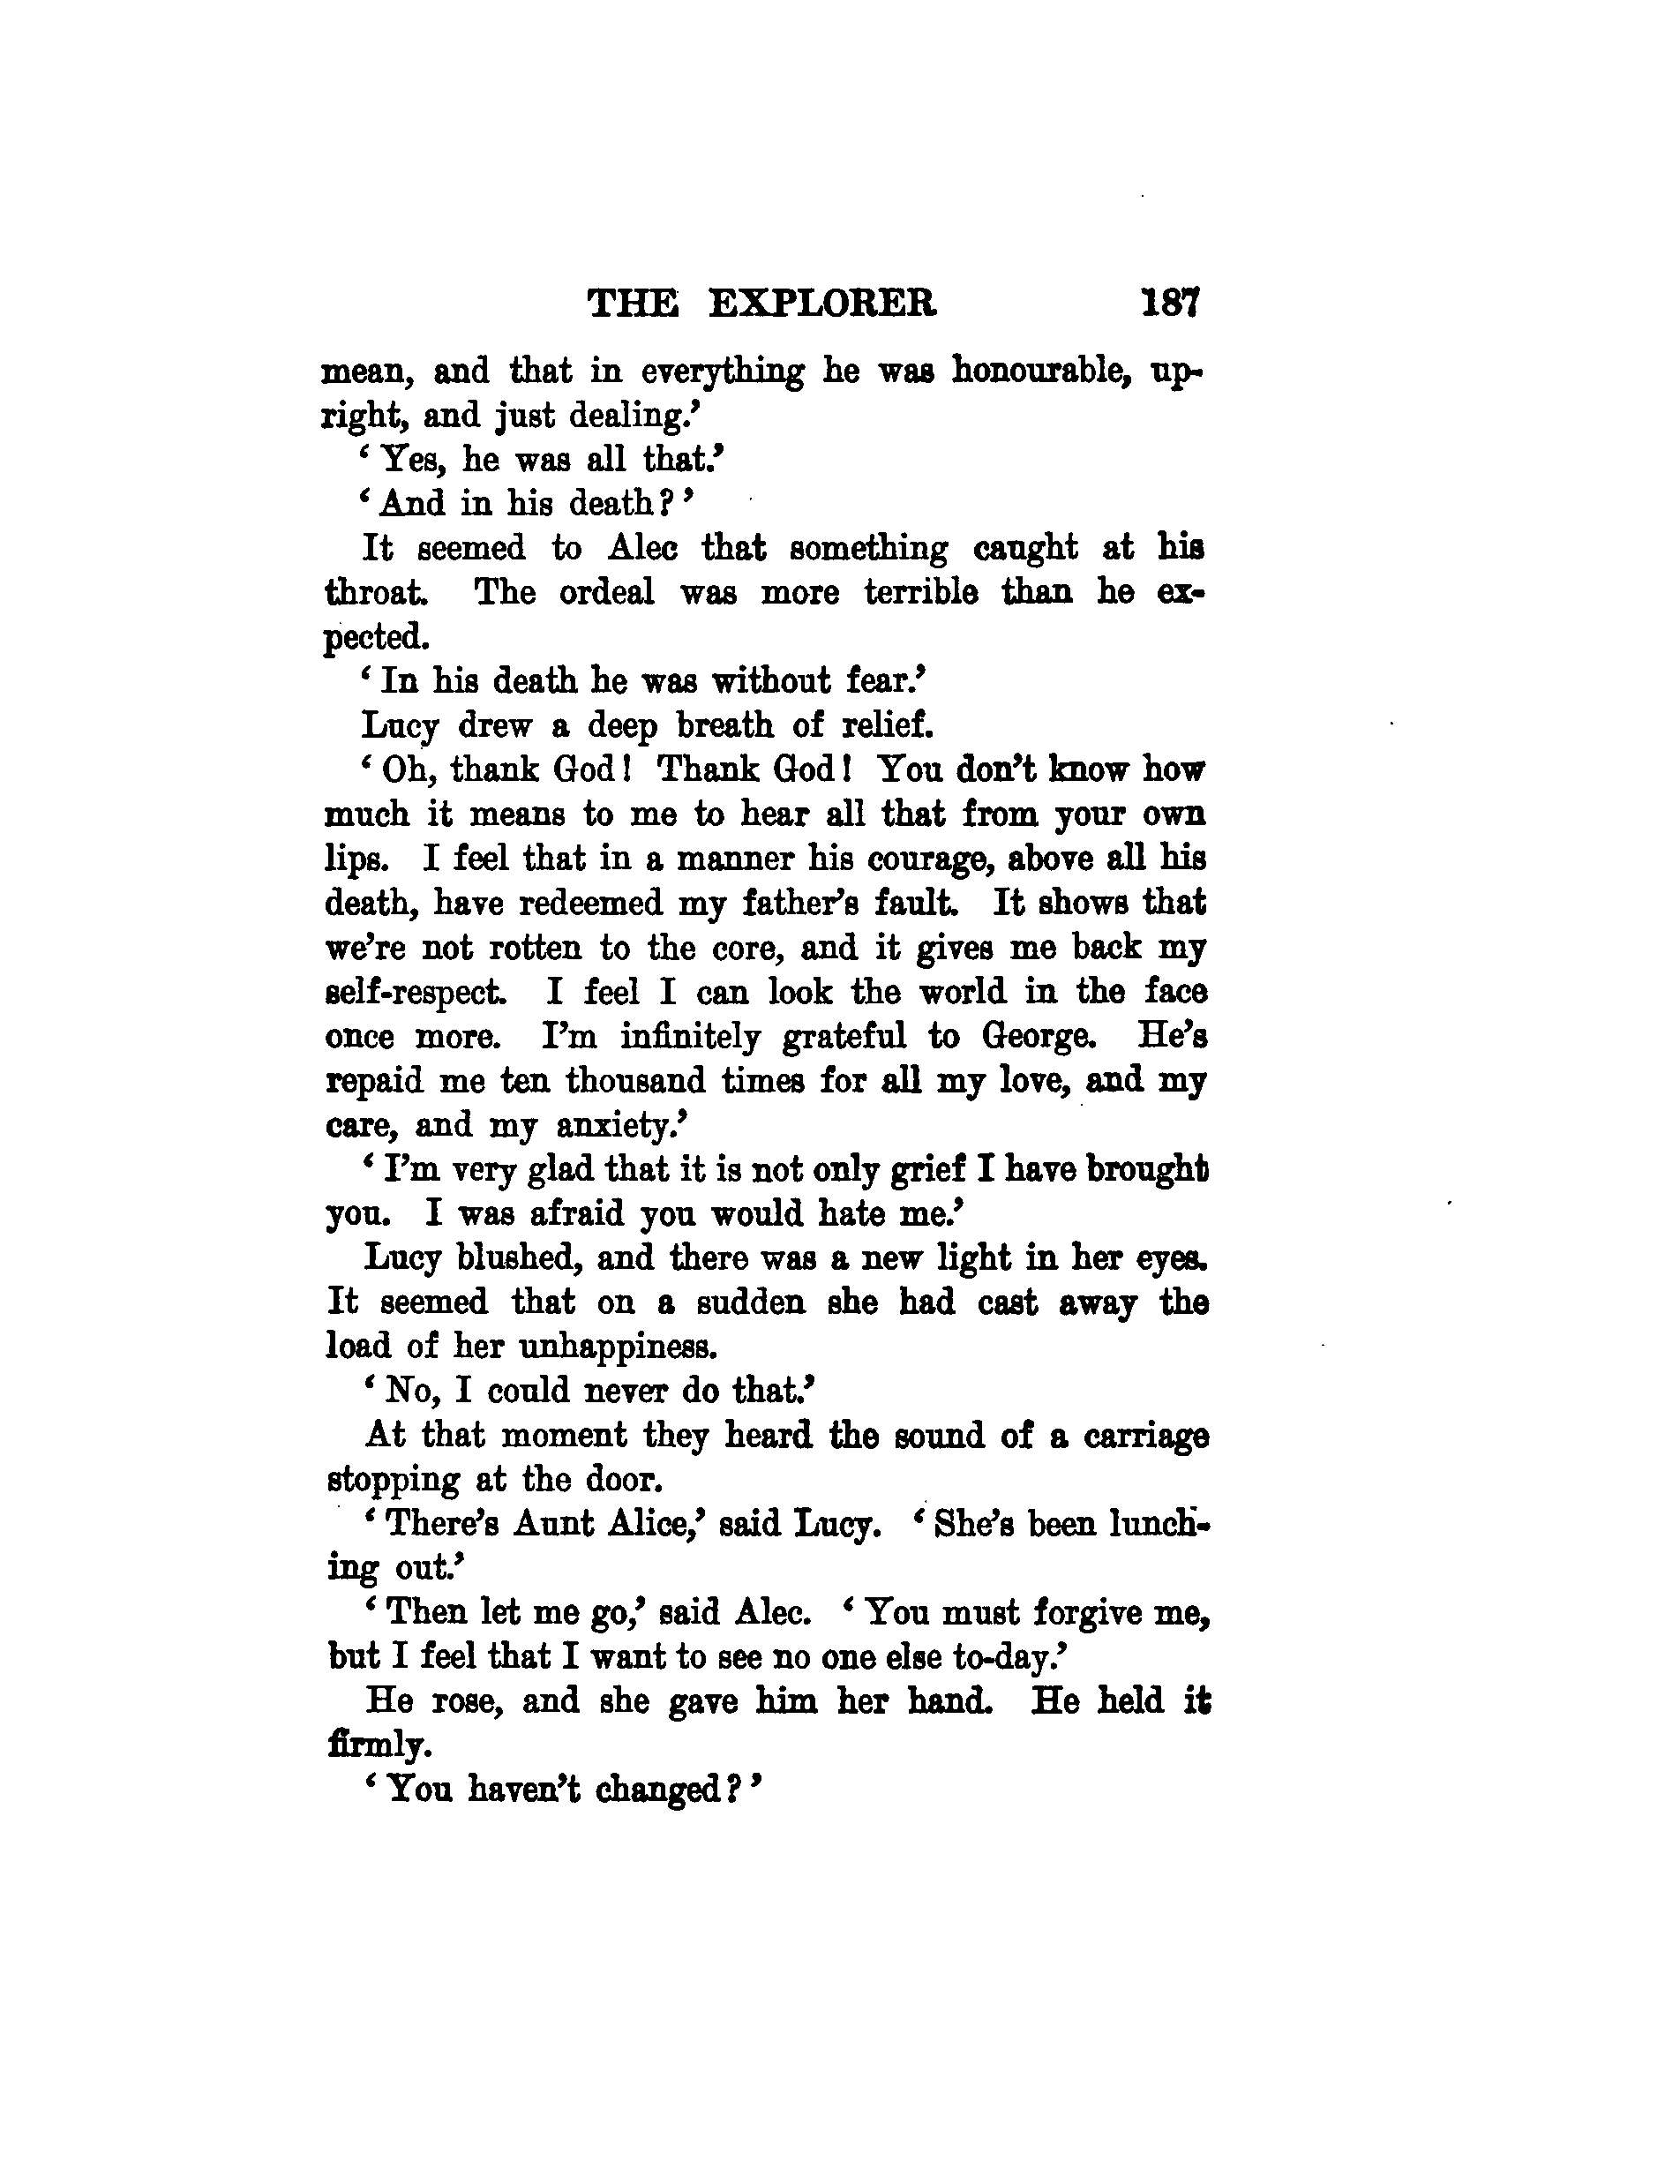 THE EXPLORER 187
mean, and that in everything he was honourable, up-
right, and just dealing.’
‘ Yes, he was all that.’
‘ And in his death? ’
It seemed to Alec that something caught at his
throat. The ordeal was more terrible than he ex-
pected.
‘ In his death he was without fear.’
Lucy drew a deep breath of relief.
‘ Oh, thank God! Thank God! You don’t know how
much it means to me to hear all that from your own
lips. I feel that in a manner his courage, above all his
death, have redeemed my father’s fault. It shows that
we’re not rotten to the core, and it gives me back my
self-respect. I feel I can look the world in the face
once more. I’m infinitely grateful to George. He’s
repaid me ten thousand times for all my love, and my
care, and my anxiety.’
‘ I’m very glad that it is not only grief I have brought
you. I was afraid you would hate me.’
Lucy blushed, and there was a new light in her eyes.
It seemed that on a sudden she had cast away the
load of her unhappiness.
‘ No, I could never do that.’
At that moment they heard the sound of a carriage
stopping at the door.
‘ There’s Aunt Alice,’ said Lucy. ‘ She’s been lunch-
ing out.’
‘ Then let me go,’ said Alec. ‘ You must forgive me,
but I feel that I want to see no one else to-day.’
He rose, and she gave him her hand. He held it
firmly.
‘ You haven’t changed? ’